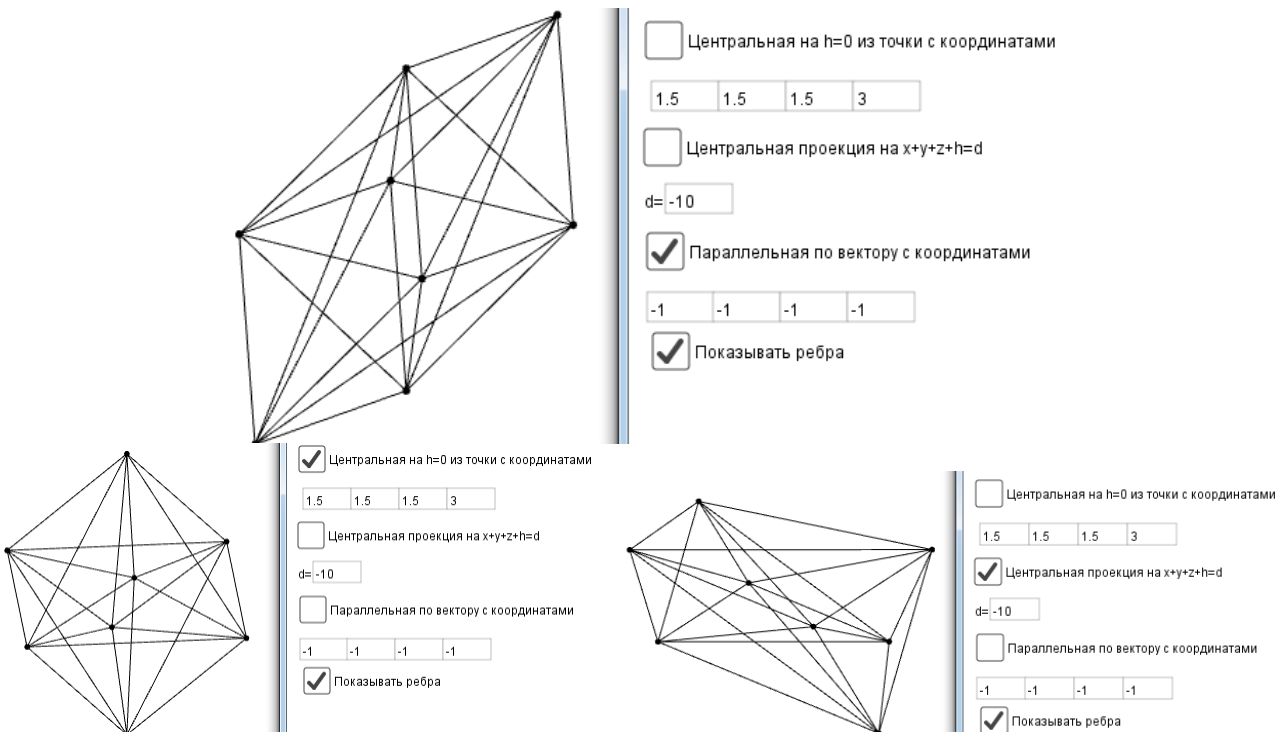 Центральная на h=0 из точки с координатами
1.5 1.5 1.5 3
Центральная проекция на x+y+z+h=d
d= -10
Параллельная по вектору с координатами
-1 -1 -1 -1
Показывать ребра
Центральная на h=0 из точки с координатами
1.5 1.5 1.5 3
Центральная проекция на x+y+z+h=d
d= -10
Параллельная по вектору с координатами
-1 -1 -1 -1
Показывать ребра
Центральная на h=0 из точки с координатами
1.5 1.5 1.5 3
Центральная проекция на x+y+z+h=d
d= -10
Параллельная по вектору с координатами
-1 -1 -1 -1
Показывать ребра